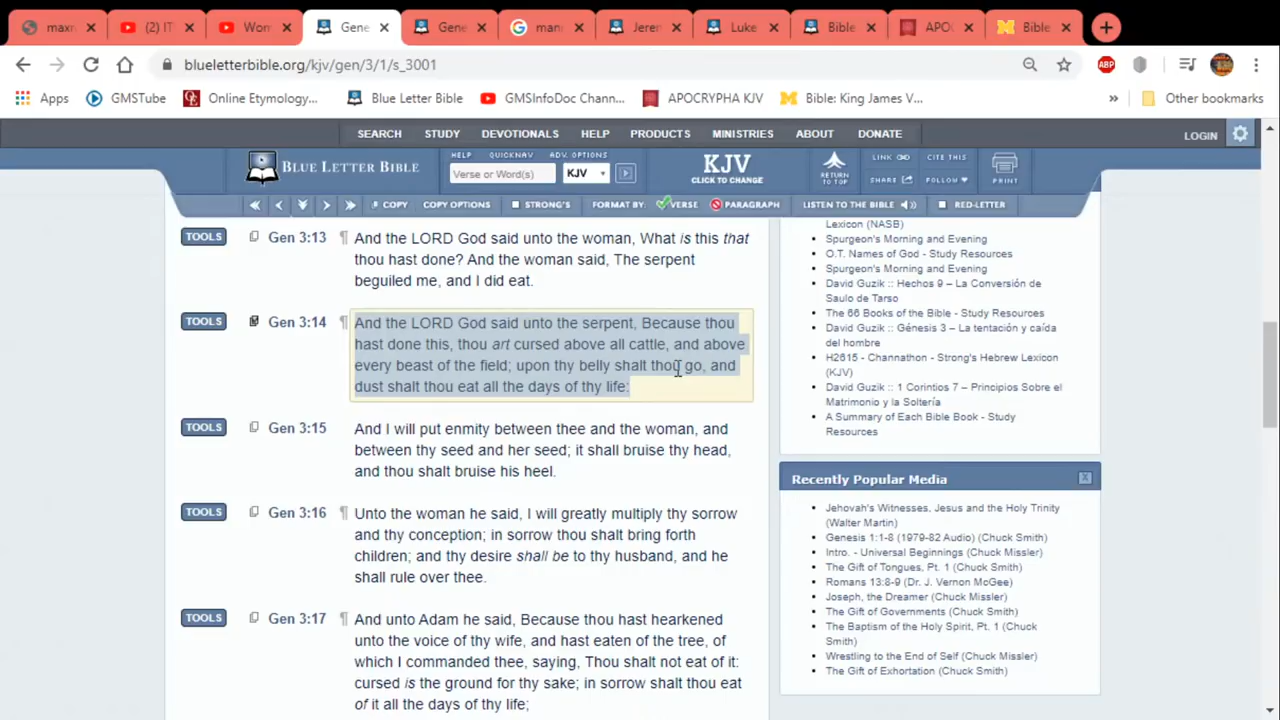 maxr
(2) IT
Wom
Gene
Gene
mann
Jerem
Luke
Bible
APOC
Bible
blueletterbible.org/kjv/gen/3/1/s_3001
ABP
Apps
GMSTube
Online Etymology...
Blue Letter Bible
GMSInfoDoc Chann...
APOCRYPHA KJV
Bible: King James V...
»
Other bookmarks
SEARCH STUDY DEVOTIONALS HELP PRODUCTS MINISTRIES ABOUT DONATE
LOGIN
BLUE LETTER BIBLE
HELP QUICKNAV ADV. OPTIONS
Verse or Word(s)
KJV
KJV
CLICK TO CHANGE
RETURN
TO TOP
LINK CITE THIS
SHARE FOLLOW
PRINT
COPY COPY OPTIONS STRONG'S FORMAT BY: VERSE PARAGRAPH LISTEN TO THE BIBLE RED-LETTER
TOOLS Gen 3:13 ¶ And the LORD God said unto the woman, What is this that
thou hast done? And the woman said, The serpent
beguiled me, and I did eat.
TOOLS Gen 3:14 ¶ And the LORD God said unto the serpent, Because thou
hast done this, thou art cursed above all cattle, and above
every beast of the field; upon thy belly shalt thou go, and
dust shalt thou eat all the days of thy life:
TOOLS Gen 3:15 And I will put enmity between thee and the woman, and
between thy seed and her seed; it shall bruise thy head,
and thou shalt bruise his heel.
TOOLS Gen 3:16 ¶ Unto the woman he said, I will greatly multiply thy sorrow
and thy conception; in sorrow thou shalt bring forth
children; and thy desire shall be to thy husband, and he
shall rule over thee.
TOOLS Gen 3:17 ¶ And unto Adam he said, Because thou hast hearkened
unto the voice of thy wife, and hast eaten of the tree, of
which I commanded thee, saying, Thou shalt not eat of it:
cursed is the ground for thy sake; in sorrow shalt thou eat
of it all the days of thy life;
Lexicon (NASB)
Spurgeon's Morning and Evening
O.T. Names of God - Study Resources
Spurgeon's Morning and Evening
David Guzik :: Hechos 9 – La Conversión de
Saulo de Tarso
The 66 Books of the Bible - Study Resources
David Guzik :: Génesis 3 – La tentación y caída
del hombre
H2615 - Channathon - Strong's Hebrew Lexicon
(KJV)
David Guzik :: 1 Corintios 7 – Principios Sobre el
Matrimonio y la Soltería
A Summary of Each Bible Book - Study
Resources
Recently Popular Media
Jehovah's Witnesses, Jesus and the Holy Trinity
(Walter Martin)
Genesis 1:1-8 (1979-82 Audio) (Chuck Smith)
Intro. - Universal Beginnings (Chuck Missler)
The Gift of Tongues, Pt. 1 (Chuck Smith)
Romans 13:8-9 (Dr. J. Vernon McGee)
Joseph, the Dreamer (Chuck Missler)
The Gift of Governments (Chuck Smith)
The Baptism of the Holy Spirit, Pt. 1 (Chuck
Smith)
Wrestling to the End of Self (Chuck Missler)
The Gift of Exhortation (Chuck Smith)